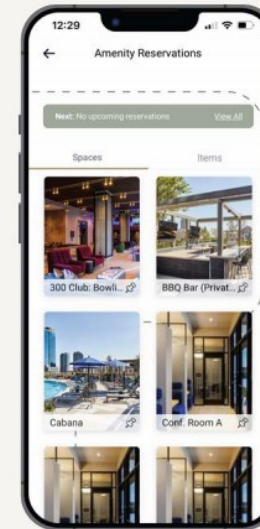 12:29
Amenity Reservations
Next: No upcoming reservations View All
Spaces Items
300 Club: Bowli... BBQ Bar (Privat...
Cabana Conf. Room A